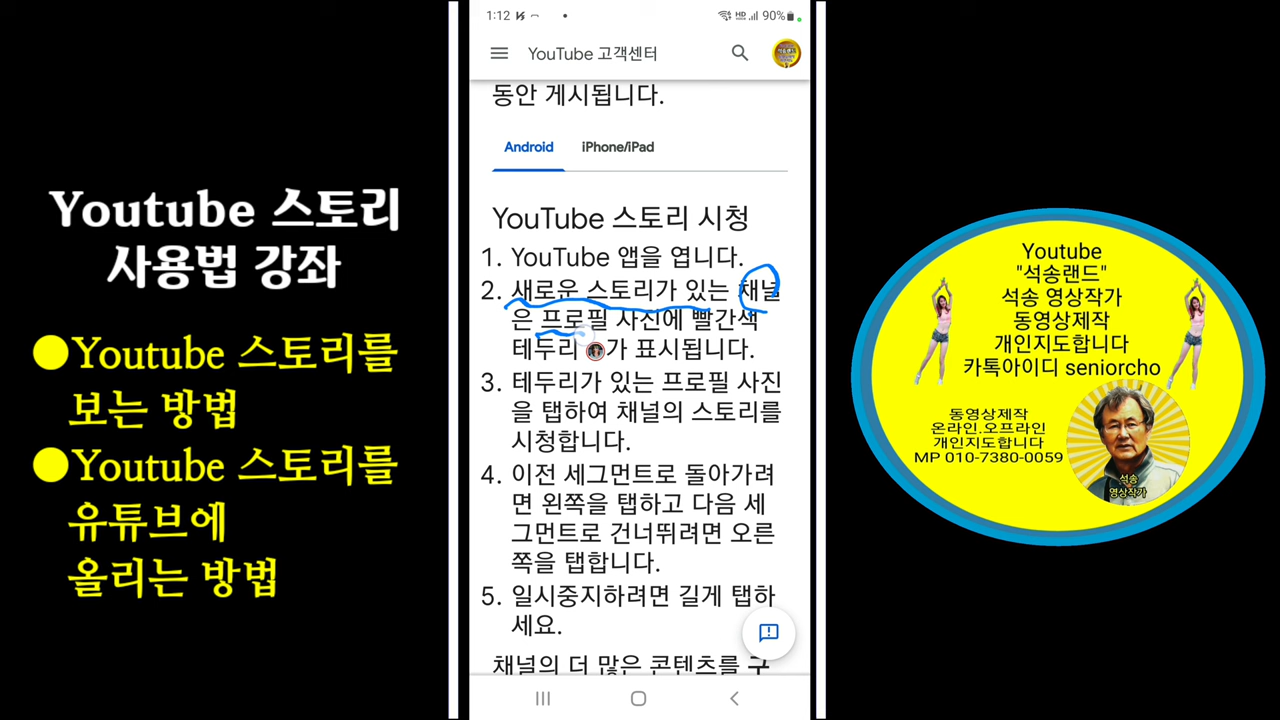 Youtube 스토리
사용법 강좌
●Youtube 스토리를
보는 방법
●Youtube 스토리를
유튜브에
올리는 방법
1:12
HD
90%
YouTube 고객센터
동안 게시됩니다.
Android iPhone/iPad
YouTube 스토리 시청
1. YouTube 앱을 엽니다.
2. 새로운 스토리가 있는 채널
은 프로필 사진에 빨간색
테두리 가 표시됩니다.
3. 테두리가 있는 프로필 사진
을 탭하여 채널의 스토리를
시청합니다.
4. 이전 세그먼트로 돌아가려
면 왼쪽을 탭하고 다음 세
그먼트로 건너뛰려면 오른
쪽을 탭합니다.
5. 일시중지하려면 길게 탭하
세요.
채널의 더 많은 콘텐츠를 구
Youtube
"석송랜드"
석송 영상작가
동영상제작
개인지도합니다
카톡아이디 seniorcho
동영상제작
온라인.오프라인
개인지도합니다
MP 010-7380-0059
석송
영상작가